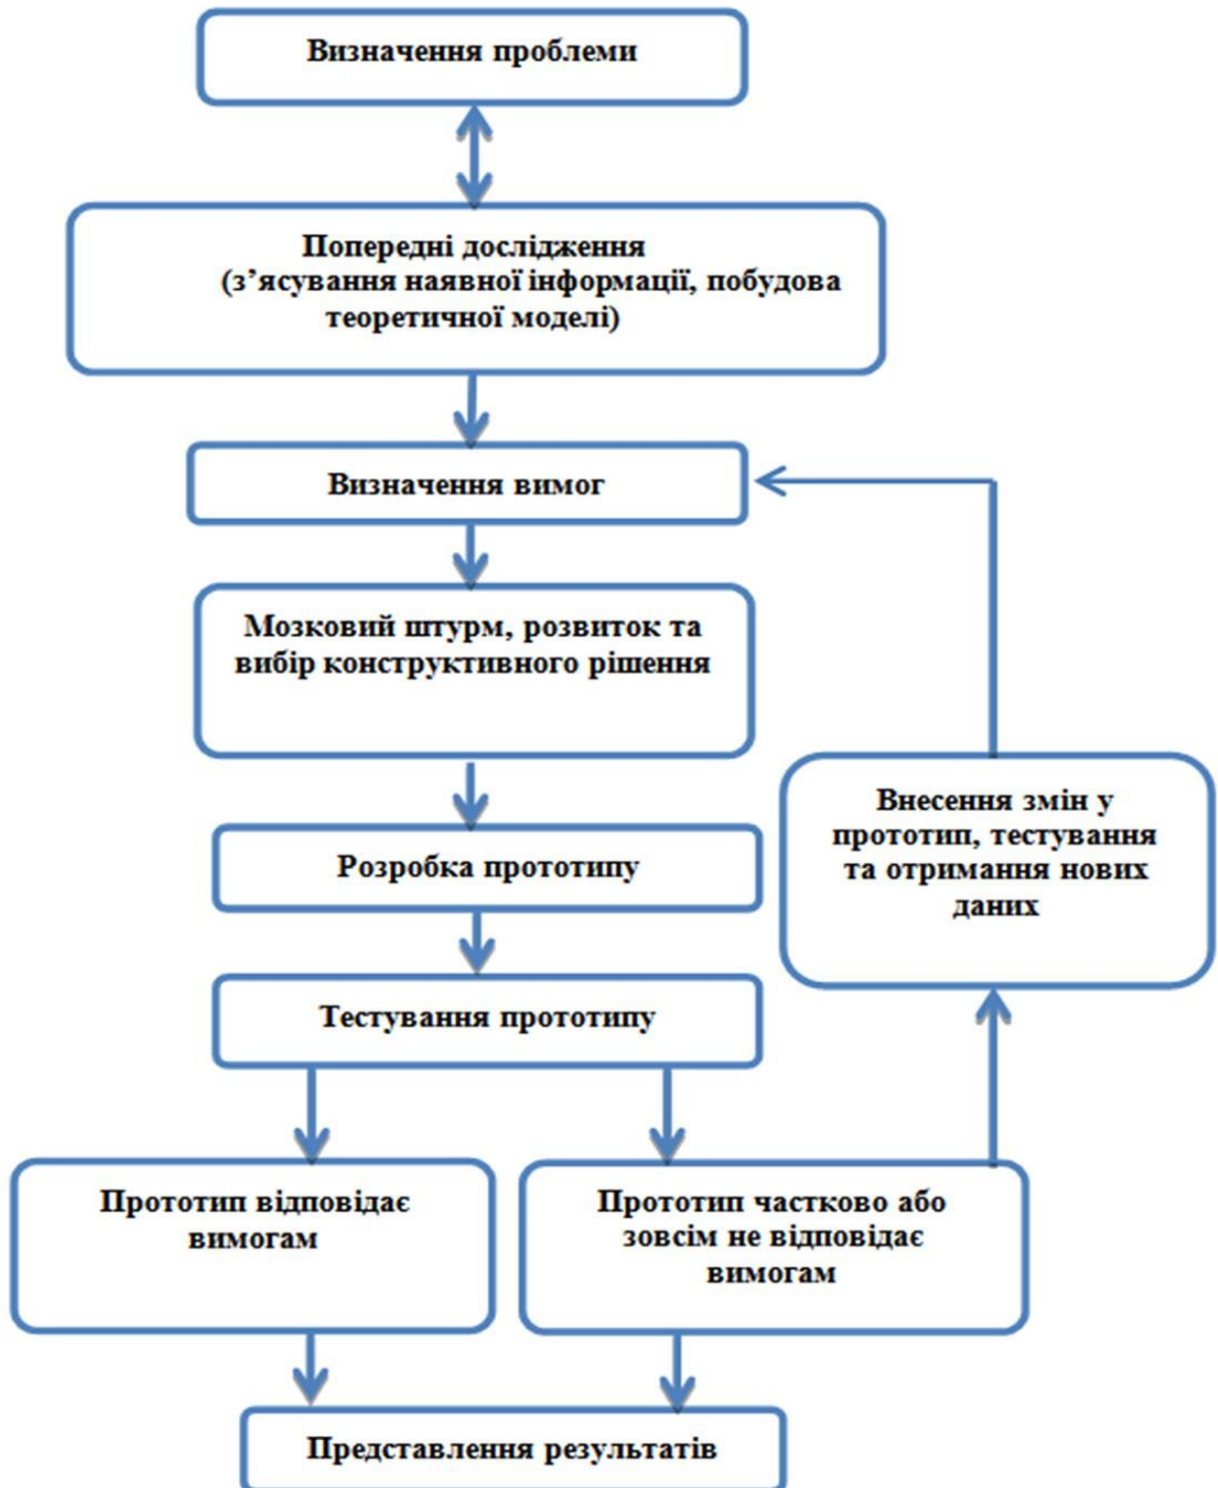 Визначення проблеми
Попередні дослідження
(з’ясування наявної інформації, побудова
теоретичної моделі)
Визначення вимог
Мозковий штурм, розвиток та
вибір конструктивного рішення
Внесення змін у
прототип, тестування
та отримання нових
даних
Розробка прототипу
Тестування прототипу
Прототип відповідає
вимогам
Прототип частково або
зовсім не відповідає
вимогам
Представлення результатів